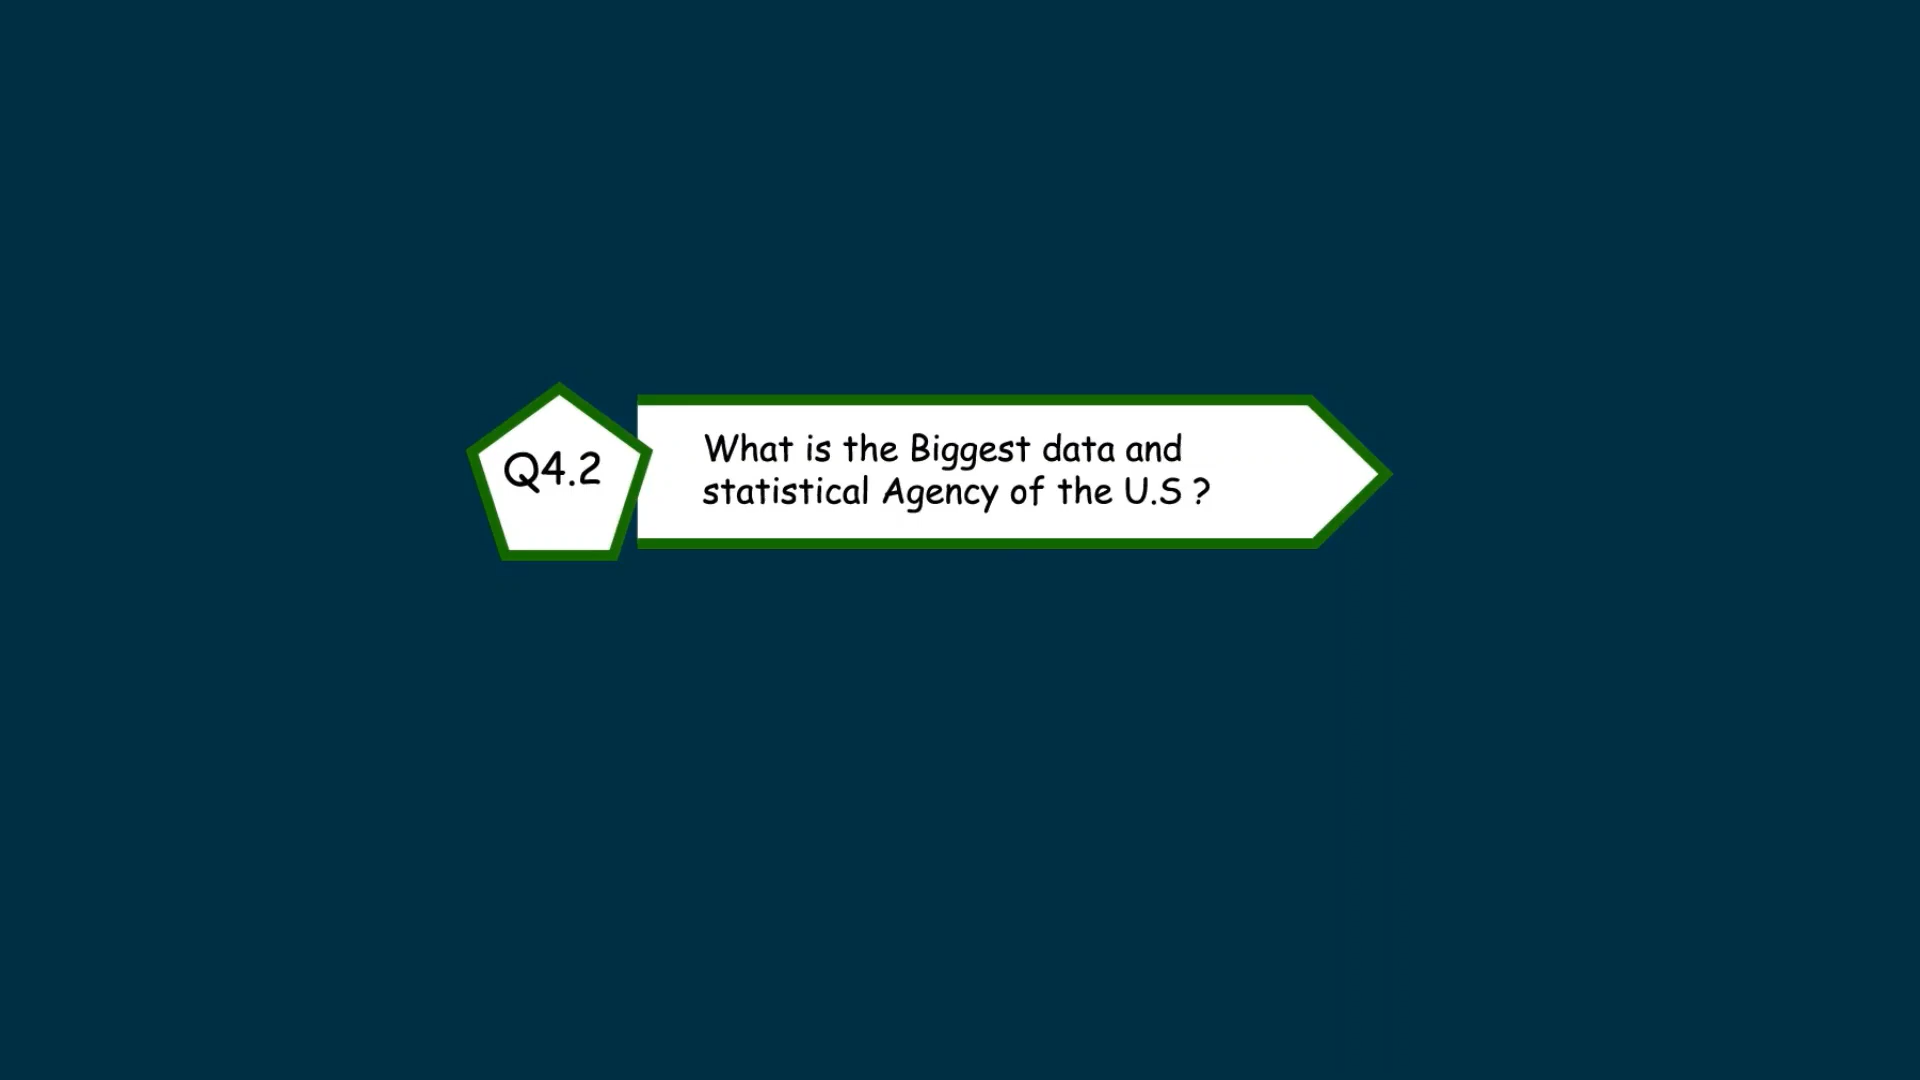 Q4.2
What is the Biggest data and
statistical Agency of the U.S ?